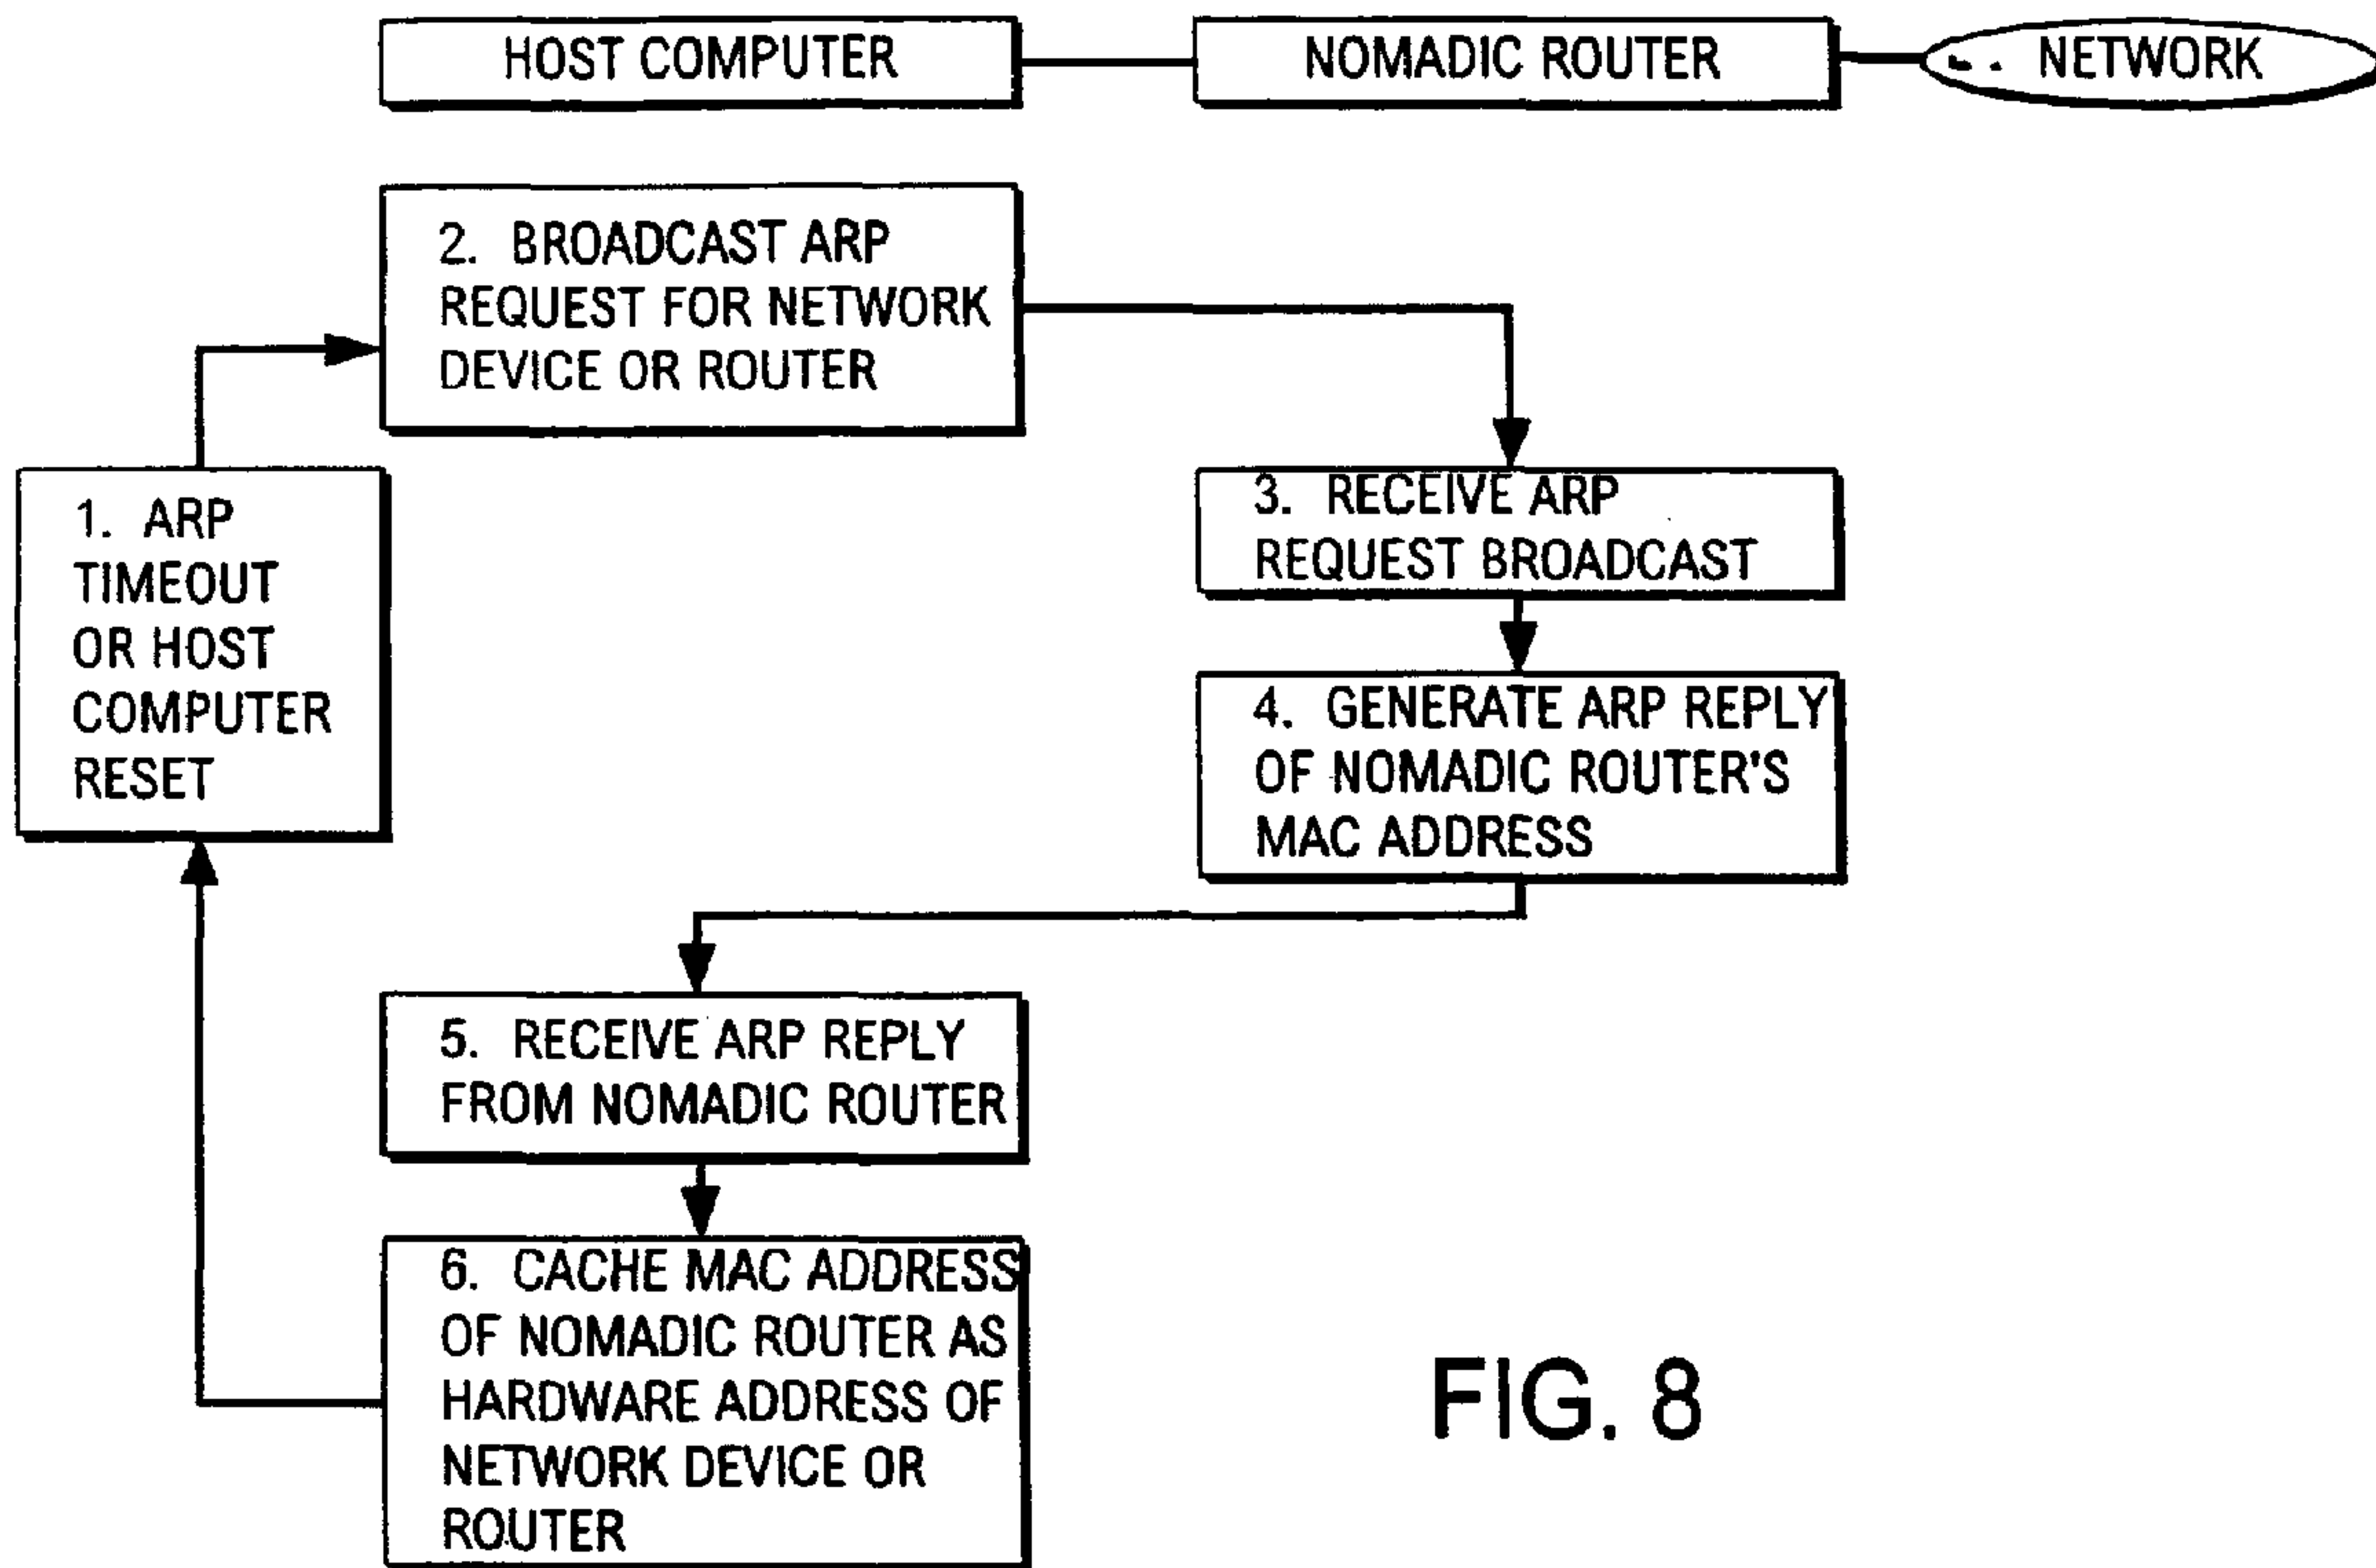 HOST COMPUTER
NOMADIC ROUTER
NETWORK
2. BROADCAST ARP
REQUEST FOR NETWORK
DEVICE OR ROUTER
1. ARP
TIMEOUT
OR HOST
COMPUTER
RESET
3. RECEIVE ARP
REQUEST BROADCAST
4. GENERATE ARP REPLY
OF NOMADIC ROUTER'S
MAC ADDRESS
5. RECEIVE ARP REPLY
FROM NOMADIC ROUTER
6. CACHE MAC ADDRESS
OF NOMADIC ROUTER AS
HARDWARE ADDRESS OF
NETWORK DEVICE OR
ROUTER
FIG. 8